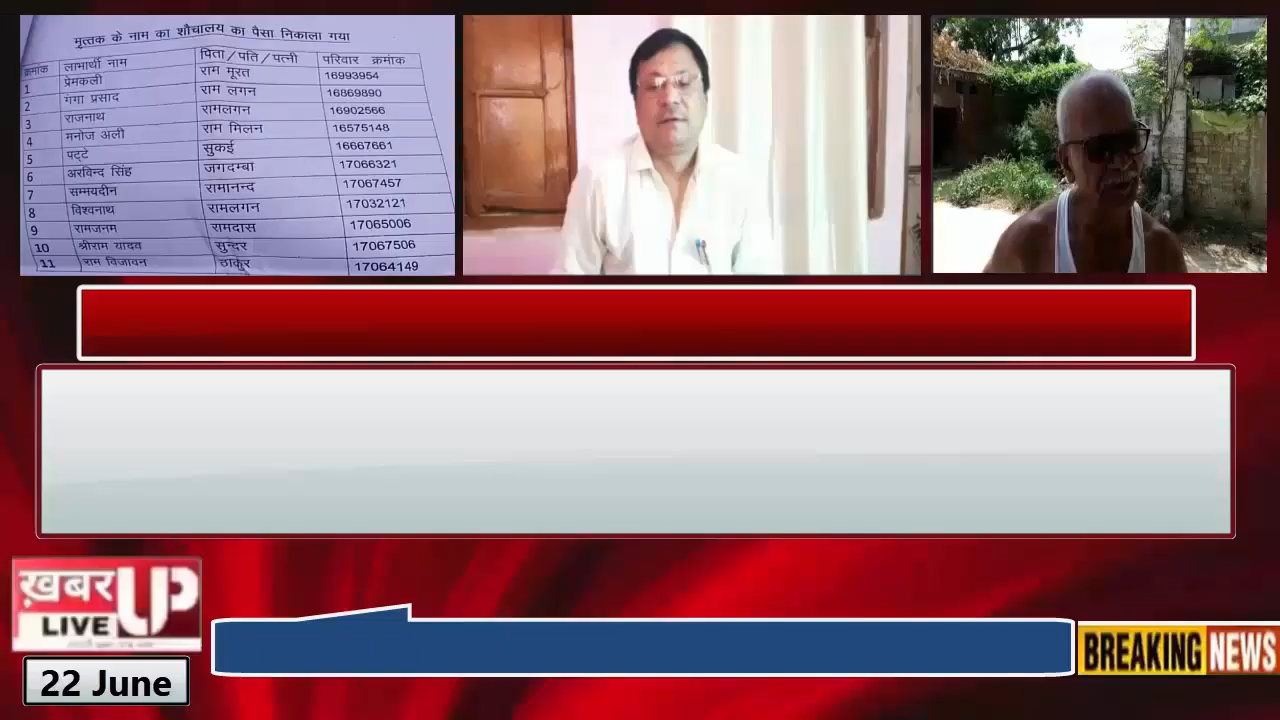 मृत्तक के नाम का शौचालय का पैसा निकाला गया
क्रमांक लाभार्थी नाम पिता/पति/पत्नी परिवार क्रमांक
1 प्रेमकली राम मूरत 16993954
2 गंगा प्रसाद राम लगन 16869890
3 राजनाथ रामलगन 16902566
4 मनोज अली राम मिलन 16575148
5 पट्टे सुकई 16667661
6 अरविन्द सिंह जगदम्बा 17066321
7 सम्मयदीन रामानन्द 17067457
8 विश्वनाथ रामलगन 17032121
9 रामजनम रामदास 17065006
10 श्रीराम यादव सुन्दर 17067506
11 राम विजावन ठाकुर 17064149
ख़बर UP
LIVE
22 June
BREAKING NEWS